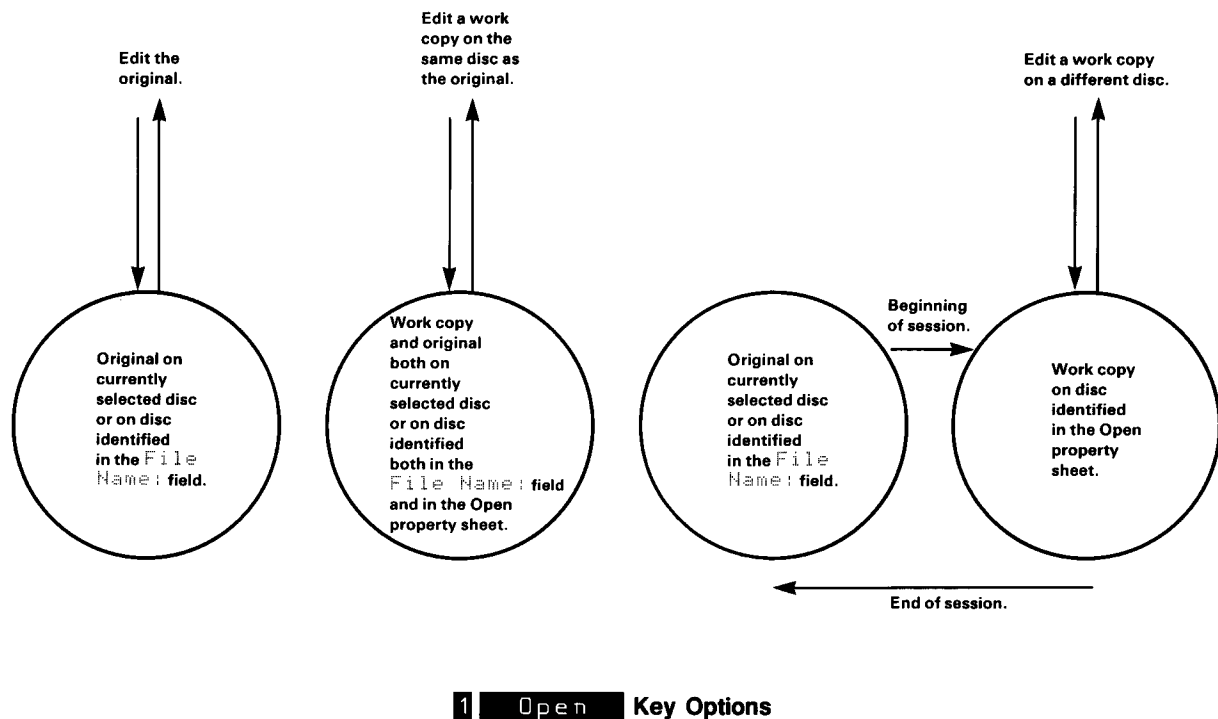 Edit the
original.
Edit a work
copy on the
same disc as
the original.
Edit a work copy
on a different disc.
Original on
currently
selected disc
or on disc
identified
in the File
Name: field.
Work copy
and original
both on
currently
selected disc
or on disc
identified
both in the
File Name: field
and in the Open
property sheet.
Original on
currently
selected disc
or on disc
identified
in the File
Name: field.
Beginning
of session.
Work copy
on disc
identified
in the Open
property
sheet.
End of session.
1 Open Key Options